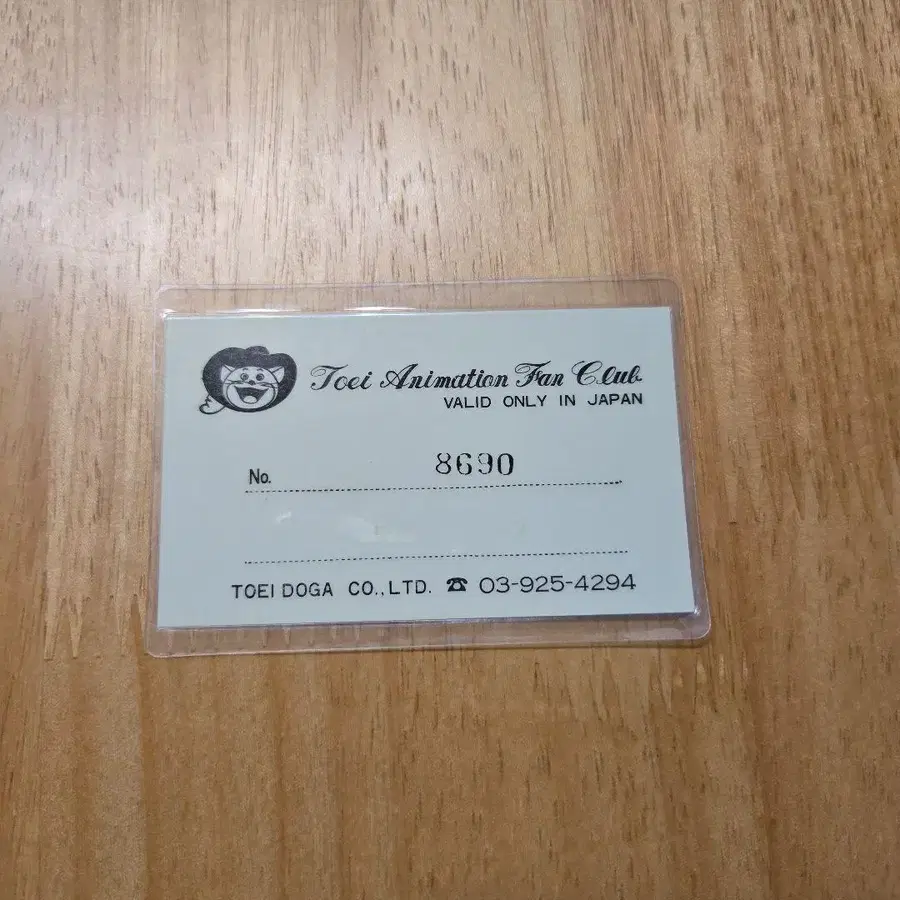 Toei Animation Fan Club
VALID ONLY IN JAPAN
No. 8690
TOEI DOGA CO.,LTD. ☎ 03-925-4294